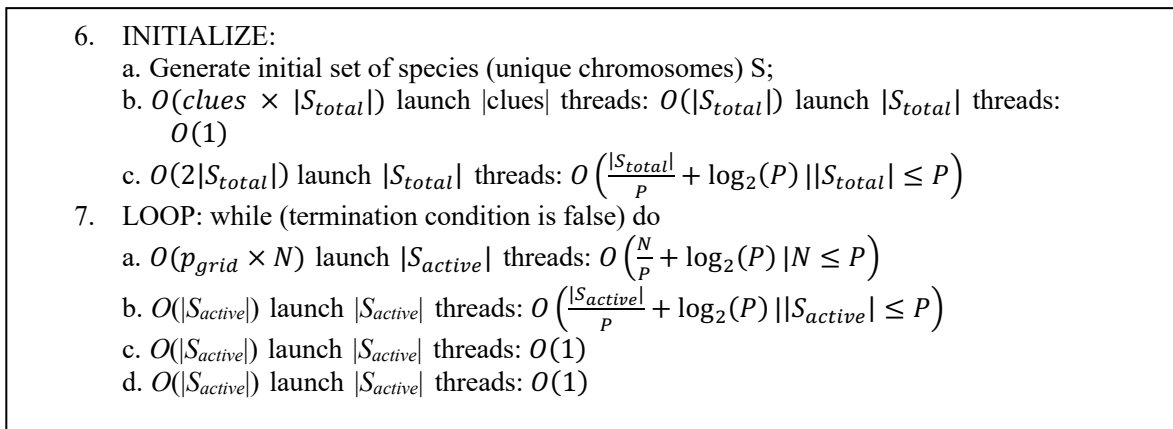 6. INITIALIZE:
a. Generate initial set of species (unique chromosomes) S;
b. O(clues × |S_total|) launch |clues| threads: O(|S_total|) launch |S_total| threads:
O(1)
c. O(2|S_total|) launch |S_total| threads: O(|S_total|/P + log₂(P) ||S_total| ≤ P)
7. LOOP: while (termination condition is false) do
a. O(p_grid × N) launch |S_active| threads: O(N/P + log₂(P) |N ≤ P)
b. O(|S_active|) launch |S_active| threads: O(|S_active|/P + log₂(P) ||S_active| ≤ P)
c. O(|S_active|) launch |S_active| threads: O(1)
d. O(|S_active|) launch |S_active| threads: O(1)